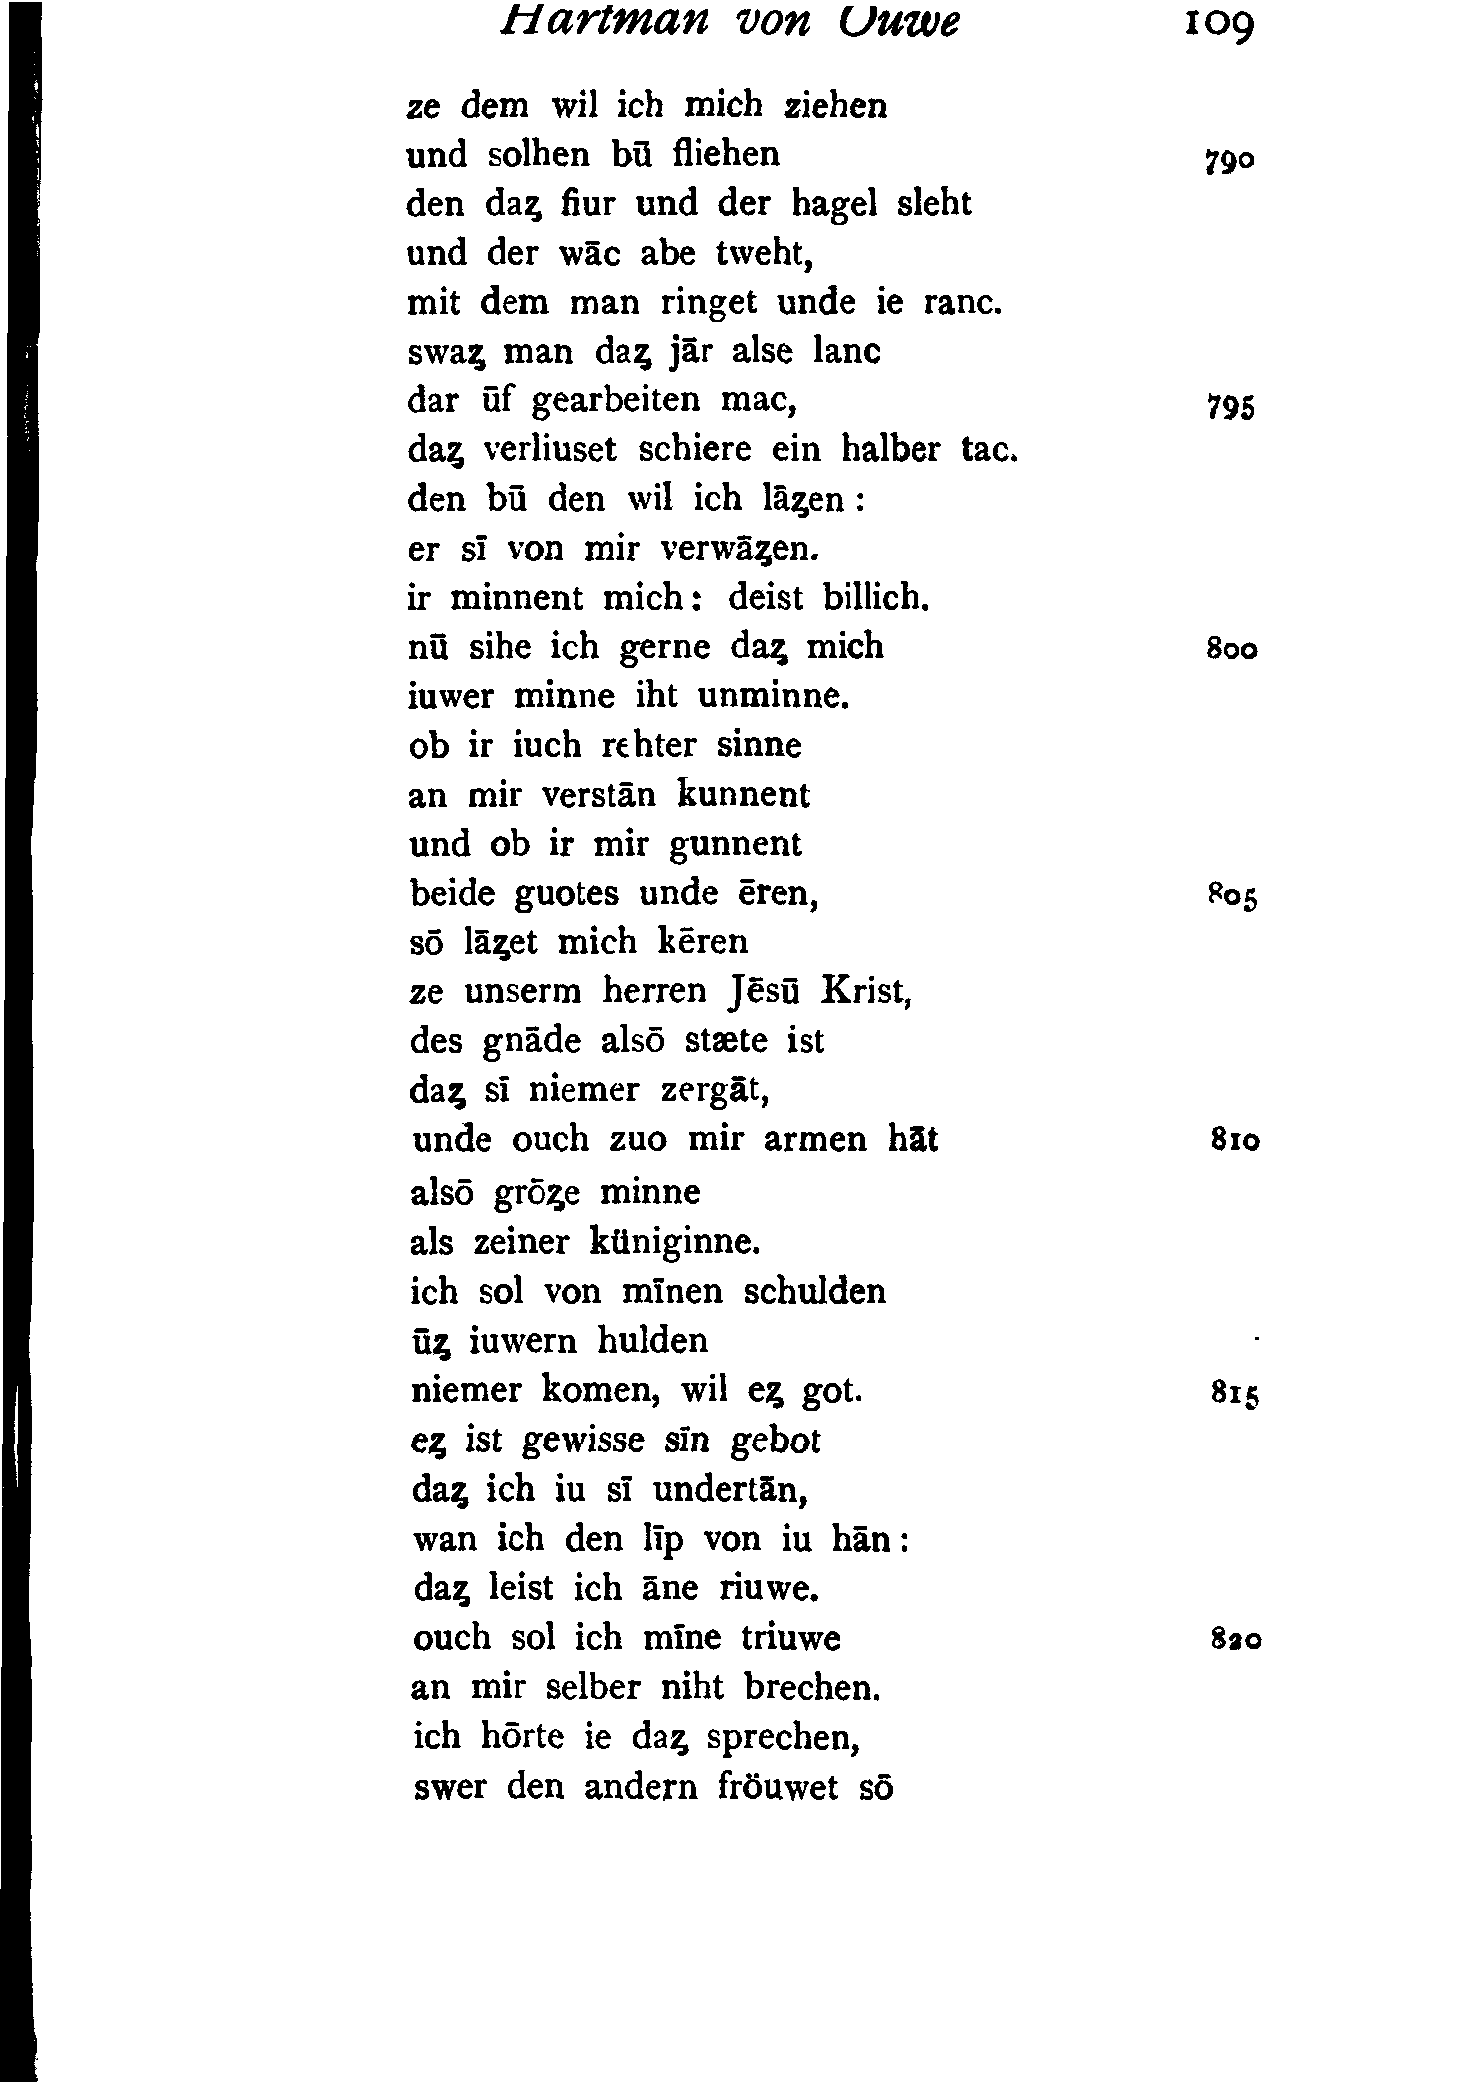 Hartman von Ouwe 109
ze dem wil ich mich ziehen
und solhen bū fliehen 790
den daȥ fiur und der hagel sleht
und der wāc abe tweht,
mit dem man ringet unde ie ranc.
swaȥ man daȥ jār alse lanc
dar ūf gearbeiten mac, 795
daȥ verliuset schiere ein halber tac.
den bū den wil ich lāȥen :
er sī von mir verwāȥen.
ir minnent mich : deist billich.
nū sihe ich gerne daȥ mich 800
iuwer minne iht unminne.
ob ir iuch rehter sinne
an mir verstān kunnent
und ob ir mir gunnent
beide guotes unde ēren, 805
sō lāȥet mich kēren
ze unserm herren Jēsū Krist,
des gnāde alsō stæte ist
daȥ sī niemer zergāt,
unde ouch zuo mir armen hāt 810
alsō grōȥe minne
als zeiner küniginne.
ich sol von mīnen schulden
ūȥ iuwern hulden
niemer komen, wil eȥ got. 815
eȥ ist gewisse sīn gebot
daȥ ich iu sī undertān,
wan ich den līp von iu hān :
daȥ leist ich āne riuwe.
ouch sol ich mīne triuwe 820
an mir selber niht brechen.
ich hōrte ie daȥ sprechen,
swer den andern fröuwet sō